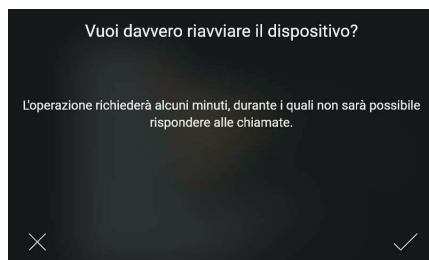 Vuoi davvero riavviare il dispositivo?
L'operazione richiederà alcuni minuti, durante i quali non sarà possibile
rispondere alle chiamate.